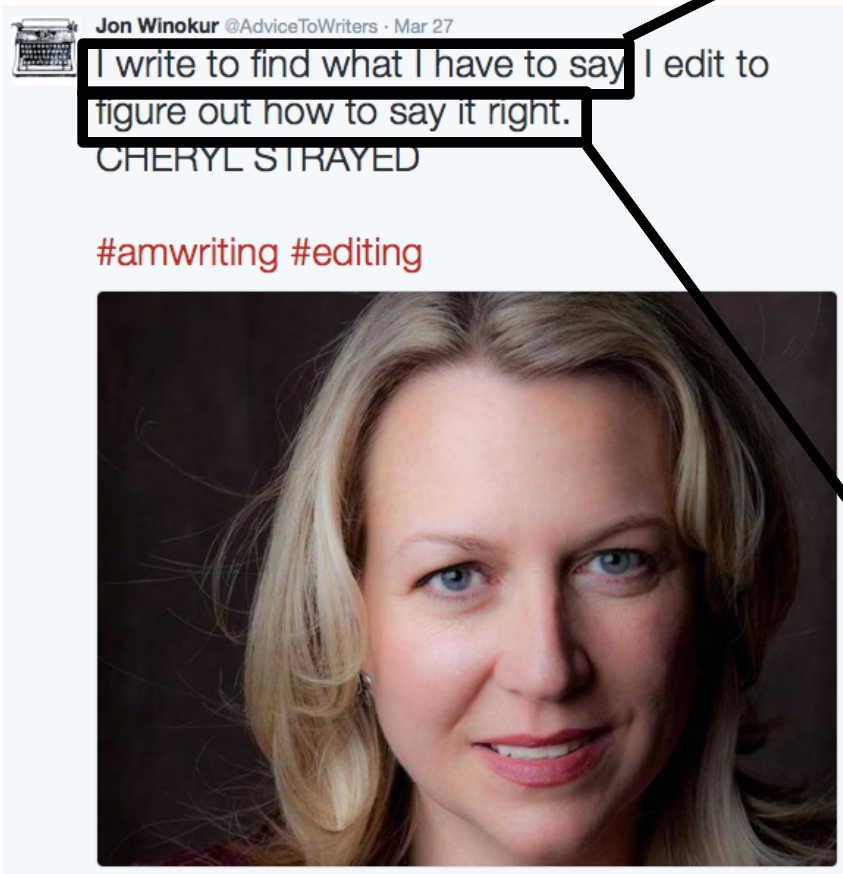 Jon Winokur @AdviceToWriters · Mar 27
I write to find what I have to say. I edit to
figure out how to say it right.
CHERYL STRAYED
#amwriting #editing